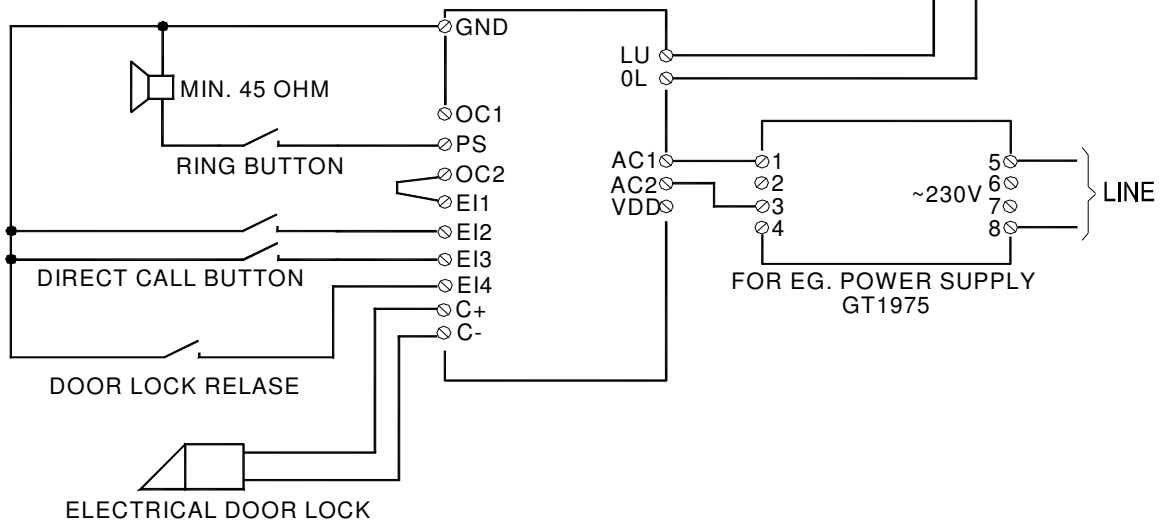 GND
LU
0L
MIN. 45 OHM
OC1
PS
RING BUTTON
OC2
EI1
EI2
EI3
DIRECT CALL BUTTON
EI4
C+
C-
DOOR LOCK RELASE
ELECTRICAL DOOR LOCK
AC1
AC2
VDD
1
2
3
4
~230V
5
6
7
8
LINE
FOR EG. POWER SUPPLY
GT1975